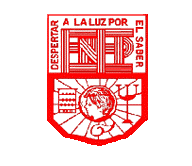 DESPERTAR
A LA LUZ POR
EL SABER
ENP